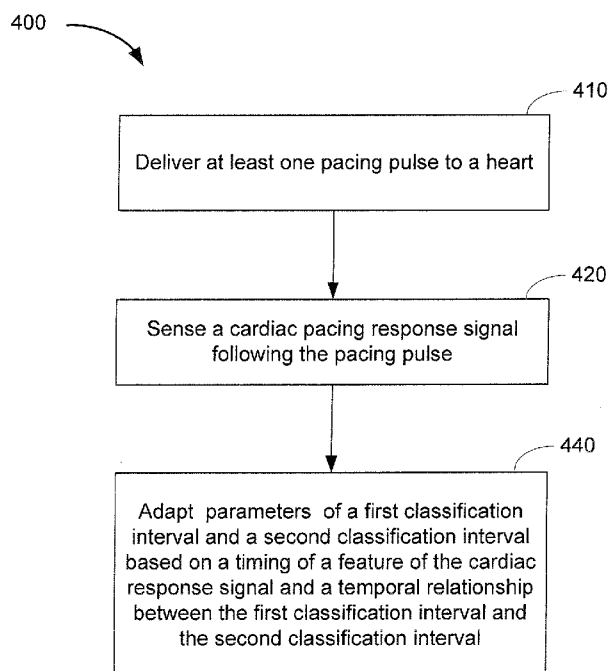 400
410
Deliver at least one pacing pulse to a heart
420
Sense a cardiac pacing response signal
following the pacing pulse
440
Adapt parameters of a first classification
interval and a second classification interval
based on a timing of a feature of the cardiac
response signal and a temporal relationship
between the first classification interval and
the second classification interval